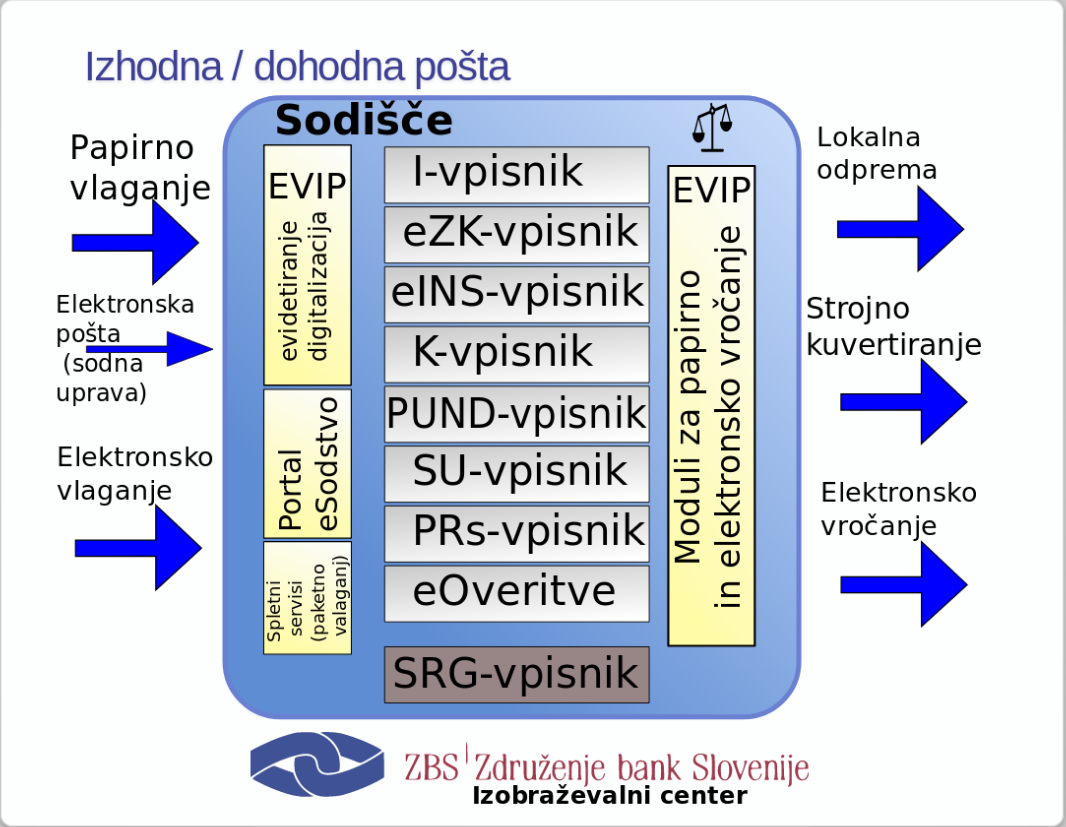 Izhodna / dohodna pošta
Sodišče
Papirno
vlaganje
Elektronska
pošta
(sodna
uprava)
Elektronsko
vlaganje
EVIP
evidetiranje
digitalizacija
Portal
eSodstvo
Spletni
servisi
(paketno
valaganj)
I-vpisnik
eZK-vpisnik
eINS-vpisnik
K-vpisnik
PUND-vpisnik
SU-vpisnik
PRs-vpisnik
eOveritve
SRG-vpisnik
EVIP
Moduli za papirno
in elektronsko vročanje
Lokalna
odprema
Strojno
kuvertiranje
Elektronsko
vročanje
ZBS Združenje bank Slovenije
Izobraževalni center